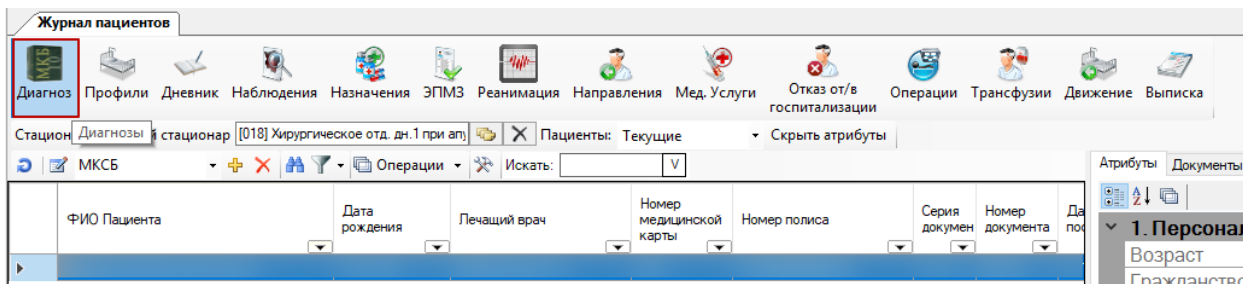 Журнал пациентов
МКБ 10
Диагноз Профили Дневник Наблюдения Назначения ЭПМЗ Реанимация Направления Мед. Услуги Отказ от/в госпитализации Операции Трансфузии Движение Выписка
Стацион Диагнозы й стационар [018] Хирургическое отд. дн.1 при апу Пациенты: Текущие Скрыть атрибуты
МКСБ Операции Искать: V Атрибуты Документы
ФИО Пациента Дата рождения Лечащий врач Номер медицинской карты Номер полиса Серия докумен Номер документа Да пос
1. Персонал
Возраст
Гражданство